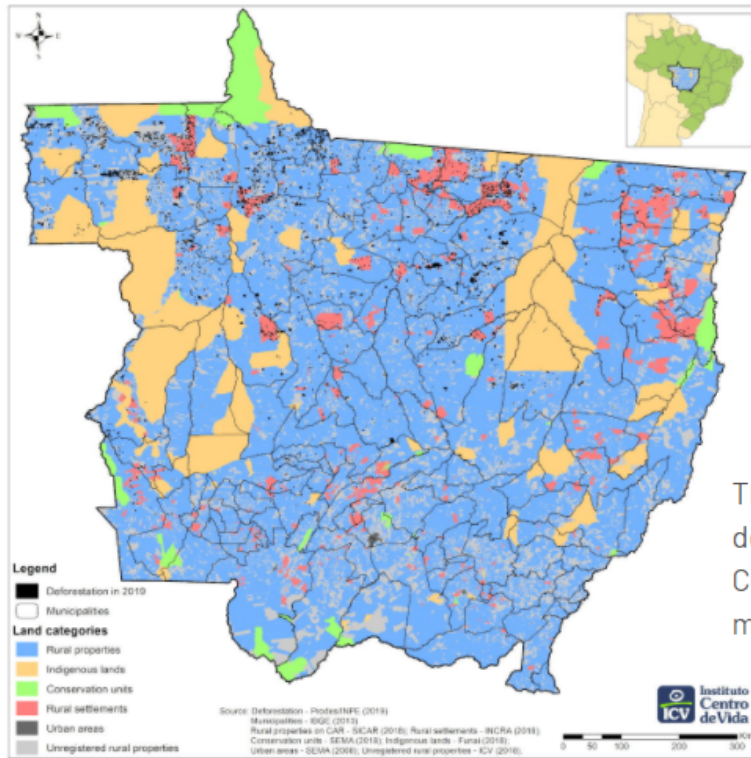 N
W
E
S
T
d
C
m
Legend
Deforestation in 2019
Municipalities
Land categories
Rural properties
Indigenous lands
Conservation units
Rural settlements
Urban areas
Unregistered rural properties
Source: Deforestation - Prodes/INPE (2019)
Municipalities - IBGE (2013)
Rural properties on CAR - SICAR (2018); Rural settlements - INCRA (2018),
Conservation units - SEMA (2018); Indigenous lands - Funai (2018);
Urban areas - SEMA (2008); Unregistered rural properties - ICV (2018).
ICV
Instituto
Centro
de Vida
Km
0 50 100 200 300